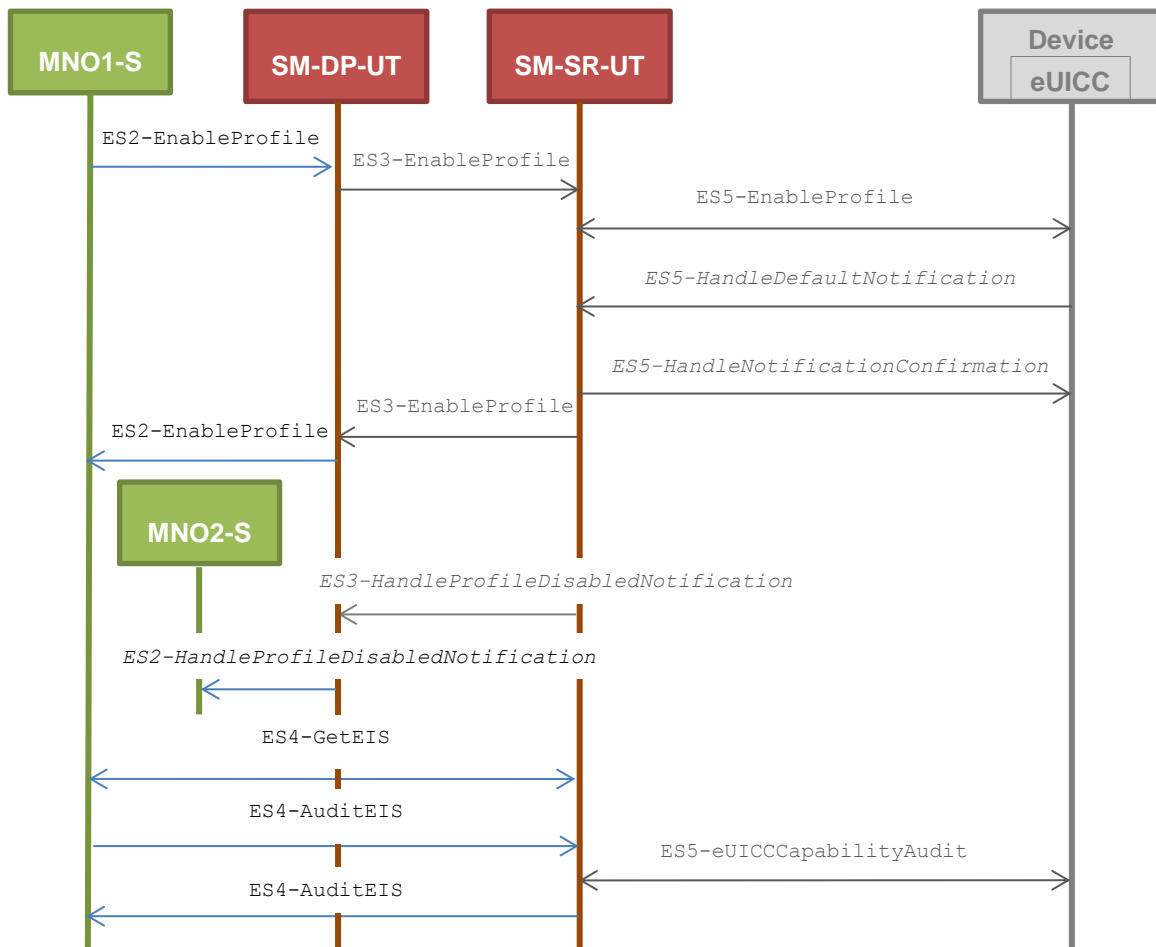 MNO1-S
SM-DP-UT
SM-SR-UT
Device
eUICC
ES2-EnableProfile
ES3-EnableProfile
ES5-EnableProfile
ES5-HandleDefaultNotification
ES5-HandleNotificationConfirmation
ES3-EnableProfile
ES2-EnableProfile
MNO2-S
ES3-HandleProfileDisabledNotification
ES2-HandleProfileDisabledNotification
ES4-GetEIS
ES4-AuditEIS
ES5-eUICCCapabilityAudit
ES4-AuditEIS